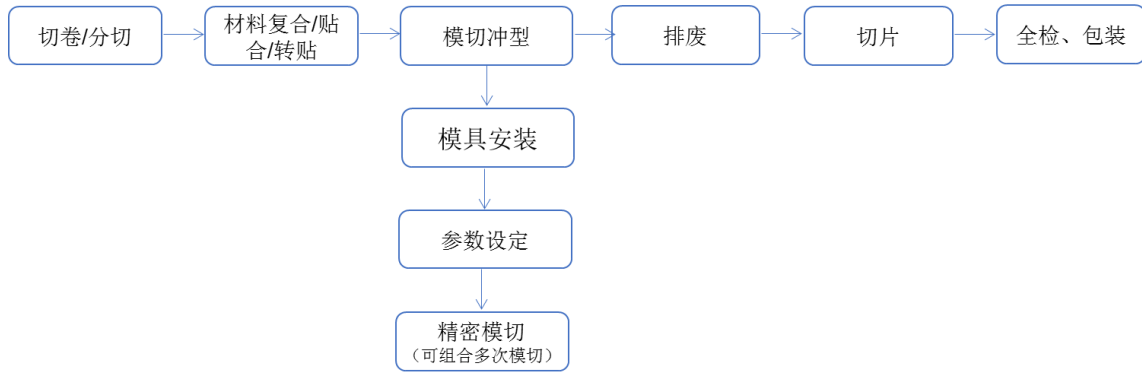 切卷/分切
材料复合/贴
合/转贴
模切冲型
排废
切片
全检、包装
模具安装
参数设定
精密模切
（可组合多次模切）